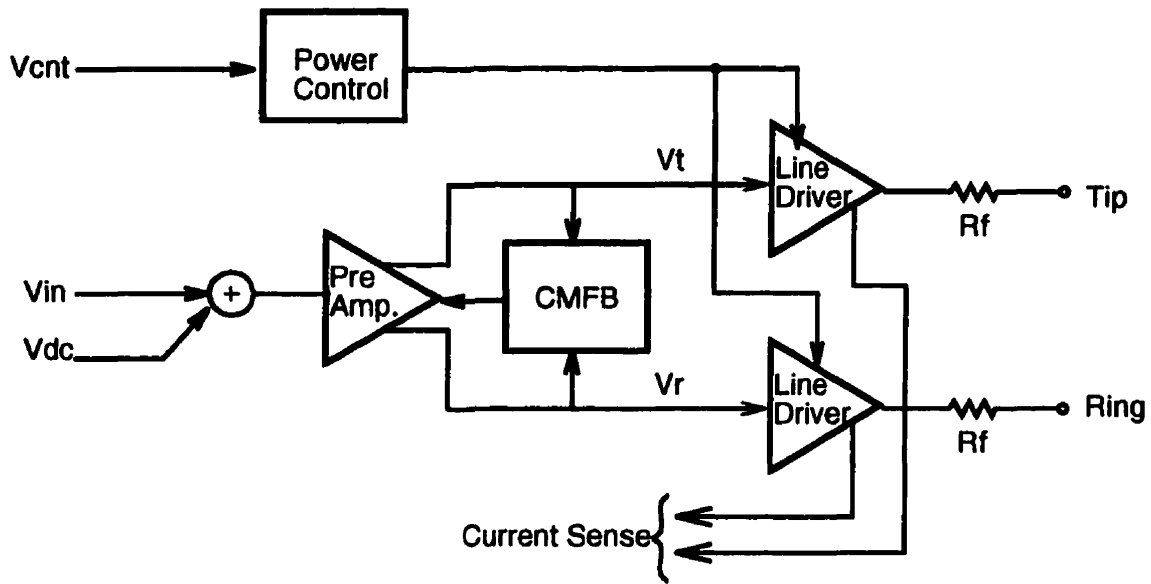 Vcnt
Power
Control
Vt
Line
Driver
Rf
Tip
Vin
+
Pre
Amp.
CMFB
Vdc
Vr
Line
Driver
Rf
Ring
Current Sense